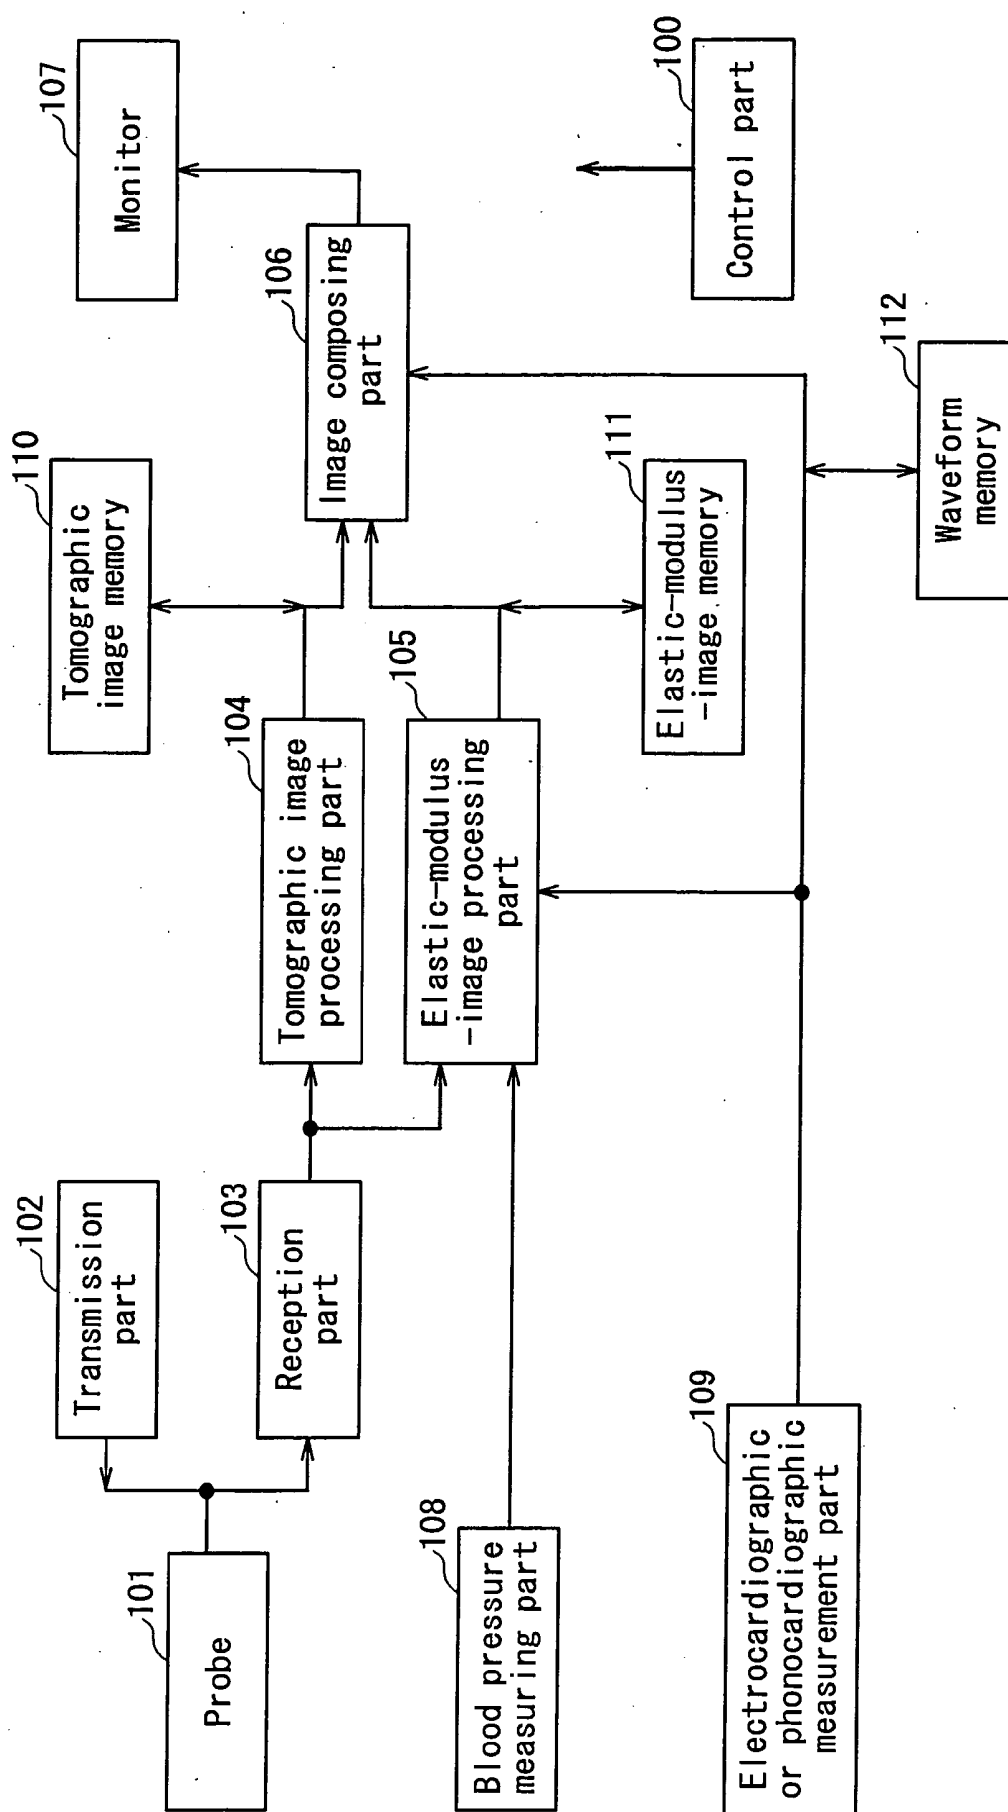 101
Probe
102
Transmission
part
103
Reception
part
104
Tomographic image
processing part
105
Elastic-modulus
-image processing
part
110
Tomographic
image memory
106
Image composing
part
107
Monitor
108
Blood pressure
measuring part
111
Elastic-modulus
-image memory
109
Electrocardiographic
or phonocardiographic
measurement part
112
Waveform
memory
100
Control part